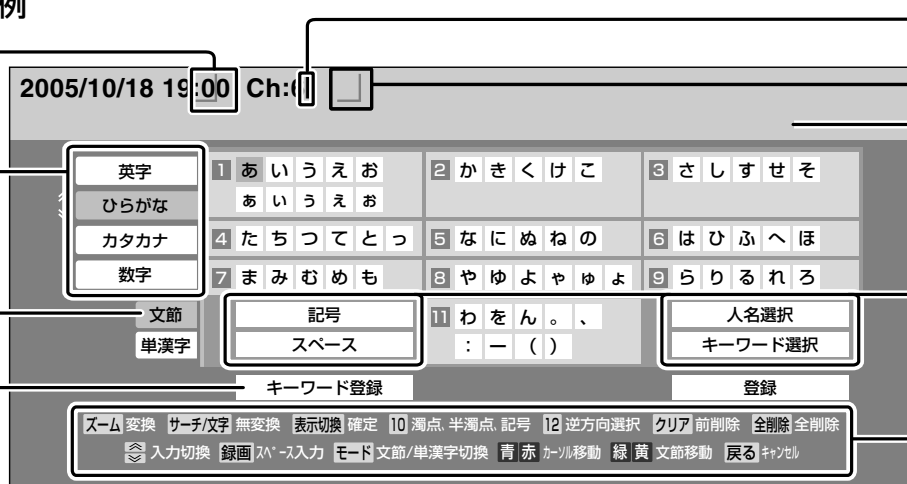 例
2005/10/18 19:00 Ch:6
英字
ひらがな
カタカナ
数字
文節
単漢字
1 あ い う え お
ぁ ぃ ぅ ぇ ぉ
2 か き く け こ
3 さ し す せ そ
4 た ち つ て と っ
5 な に ぬ ね の
6 は ひ ふ へ ほ
7 ま み む め も
8 や ゆ よ ゃ ゅ ょ
9 ら り る れ ろ
記号
スペース
11 わ を ん 。 、
： ー ( )
人名選択
キーワード選択
キーワード登録
登録
ズーム 変換 サーチ/文字 無変換 表示切換 確定 10 濁点、半濁点、記号 12 逆方向選択 クリア 前削除 全削除 全削除
入力切換 録画 スペース入力 モード 文節/単漢字切換 青 赤 カーソル移動 緑 黄 文節移動 戻る キャンセル